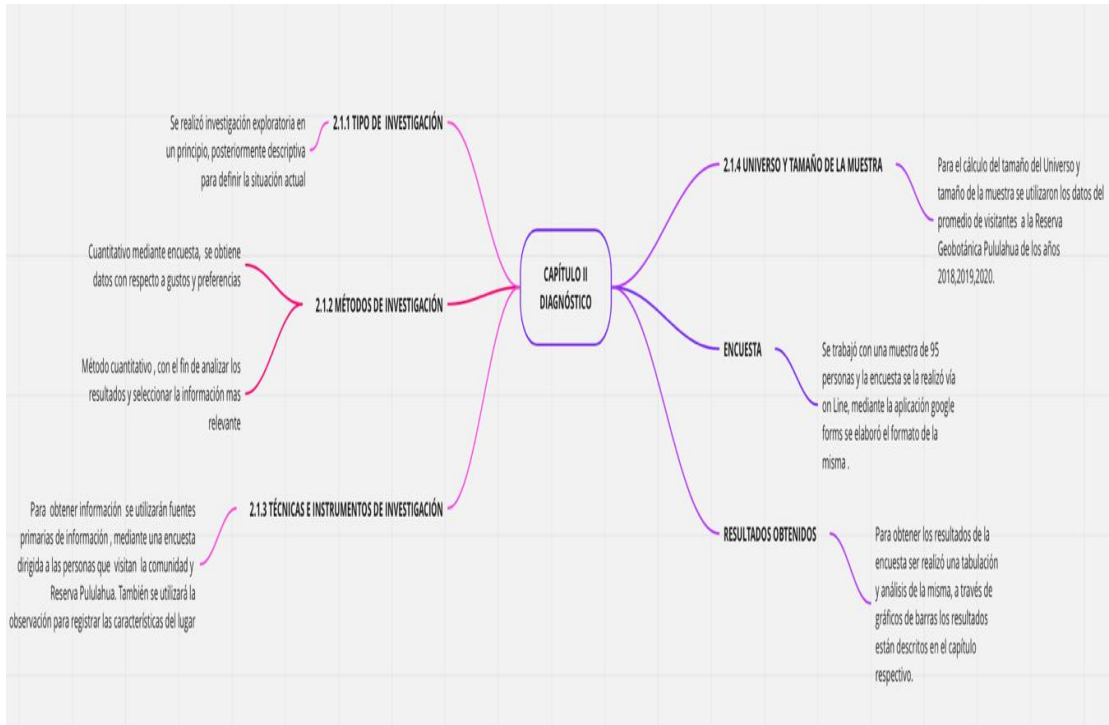 CAPÍTULO II
DIAGNÓSTICO
2.1.1 TIPO DE INVESTIGACIÓN
Se realizó investigación exploratoria en
un principio, posteriormente descriptiva
para definir la situación actual
2.1.2 MÉTODOS DE INVESTIGACIÓN
Cuantitativo mediante encuesta, se obtiene
datos con respecto a gustos y preferencias
Método cuantitativo , con el fin de analizar los
resultados y seleccionar la información mas
relevante
2.1.3 TÉCNICAS E INSTRUMENTOS DE INVESTIGACIÓN
Para obtener información se utilizarán fuentes
primarias de información , mediante una encuesta
dirigida a las personas que visitan la comunidad y
Reserva Pululahua. También se utilizará la
observación para registrar las características del lugar
2.1.4 UNIVERSO Y TAMAÑO DE LA MUESTRA
Para el cálculo del tamaño del Universo y
tamaño de la muestra se utilizaron los datos del
promedio de visitantes a la Reserva
Geobotánica Pululahua de los años
2018,2019,2020.
ENCUESTA
Se trabajó con una muestra de 95
personas y la encuesta se la realizó vía
on Line, mediante la aplicación google
forms se elaboró el formato de la
misma .
RESULTADOS OBTENIDOS
Para obtener los resultados de la
encuesta ser realizó una tabulación
y análisis de la misma, a través de
gráficos de barras los resultados
están descritos en el capítulo
respectivo.